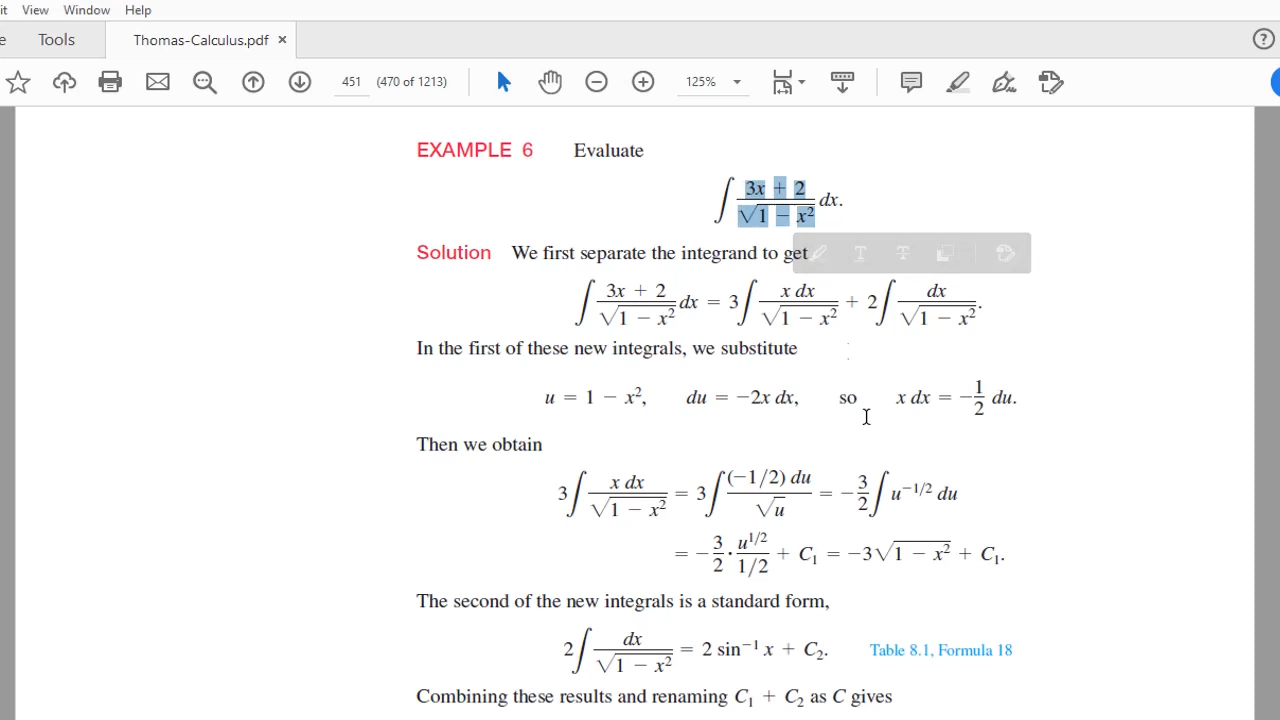 it View Window Help
e Tools Thomas-Calculus.pdf × ?
451 (470 of 1213) 125%
EXAMPLE 6 Evaluate
∫ (3x + 2)/√(1 − x²) dx.
Solution We first separate the integrand to get
∫ (3x + 2)/√(1 − x²) dx = 3∫ x dx/√(1 − x²) + 2∫ dx/√(1 − x²).
In the first of these new integrals, we substitute
u = 1 − x², du = −2x dx, so x dx = −1/2 du.
Then we obtain
3∫ x dx/√(1 − x²) = 3∫ (−1/2) du/√u = −3/2 ∫ u^(−1/2) du
= −3/2 · u^(1/2)/(1/2) + C₁ = −3√(1 − x²) + C₁.
The second of the new integrals is a standard form,
2∫ dx/√(1 − x²) = 2 sin⁻¹ x + C₂. Table 8.1, Formula 18
Combining these results and renaming C₁ + C₂ as C gives